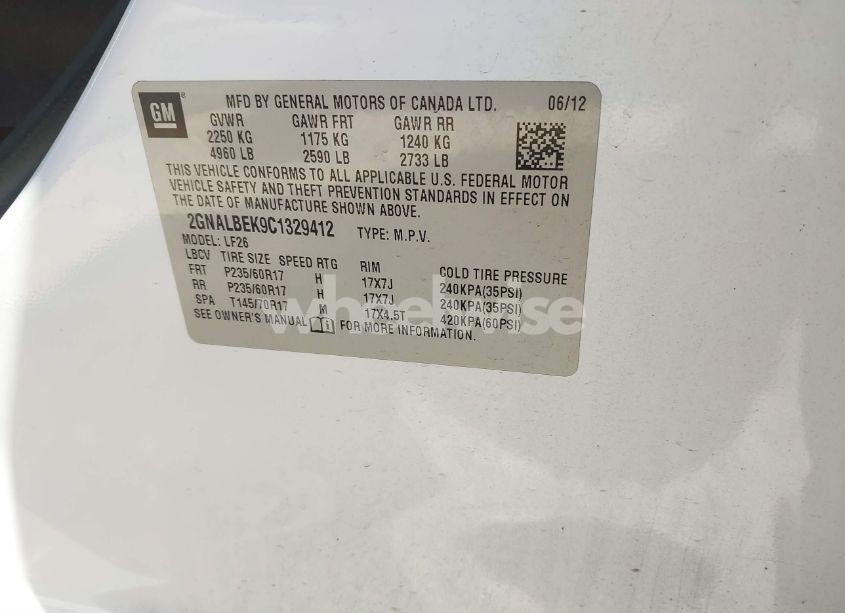 GM ®
MFD BY GENERAL MOTORS OF CANADA LTD. 06/12
GVWR GAWR FRT GAWR RR
2250 KG 1175 KG 1240 KG
4960 LB 2590 LB 2733 LB
THIS VEHICLE CONFORMS TO ALL APPLICABLE U.S. FEDERAL MOTOR
VEHICLE SAFETY AND THEFT PREVENTION STANDARDS IN EFFECT ON
THE DATE OF MANUFACTURE SHOWN ABOVE.
2GNALBEK9C1329412 TYPE: M.P.V.
MODEL: LF26
LBCV TIRE SIZE SPEED RTG RIM COLD TIRE PRESSURE
FRT P235/60R17 H 17X7J 240KPA(35PSI)
RR P235/60R17 H 17X7J 240KPA(35PSI)
SPA T145/70R17 M 17X4.5T 420KPA(60PSI)
SEE OWNER'S MANUAL FOR MORE INFORMATION.